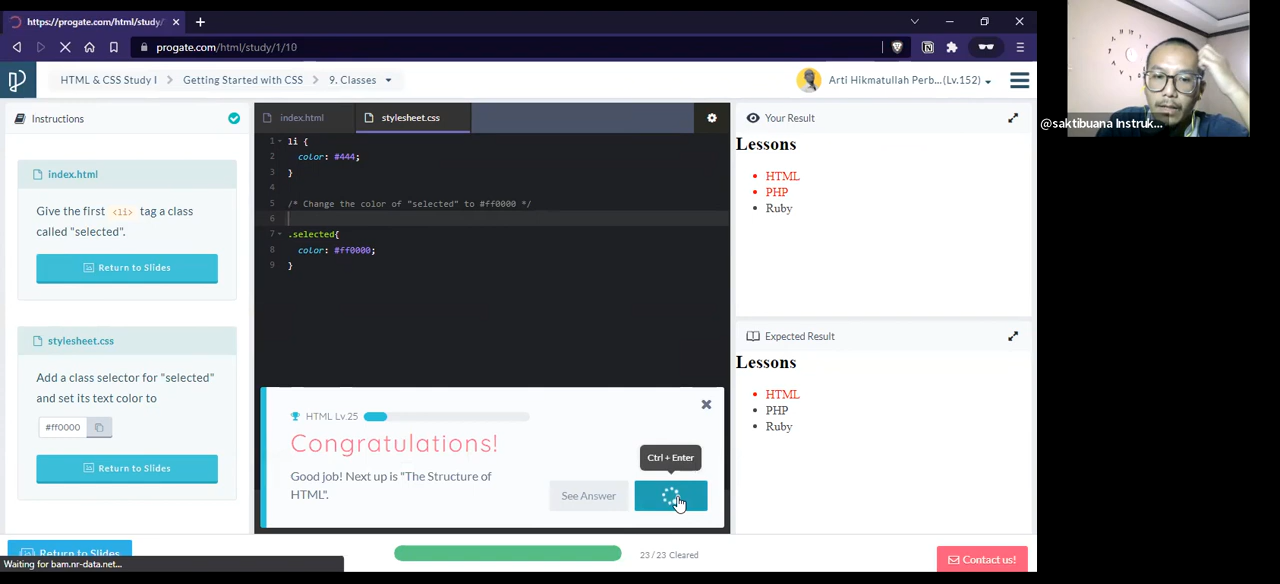 https://progate.com/html/study/
progate.com/html/study/1/10
HTML & CSS Study I
Getting Started with CSS
9. Classes
Arti Hikmatullah Perb...(Lv.152)
@saktibuana Instruk...
Instructions
index.html
Give the first <li> tag a class
called "selected".
Return to Slides
stylesheet.css
Add a class selector for "selected"
and set its text color to
#ff0000
Return to Slides
index.html
stylesheet.css
1 li {
2 color: #444;
3 }
4
5 /* Change the color of "selected" to #ff0000 */
6
7 .selected{
8 color: #ff0000;
9 }
HTML Lv.25
Congratulations!
Good job! Next up is "The Structure of
HTML".
Ctrl + Enter
See Answer
Your Result
Lessons
HTML
PHP
Ruby
Expected Result
Lessons
HTML
PHP
Ruby
Return to Slides
Waiting for bam.nr-data.net...
23 / 23 Cleared
Contact us!